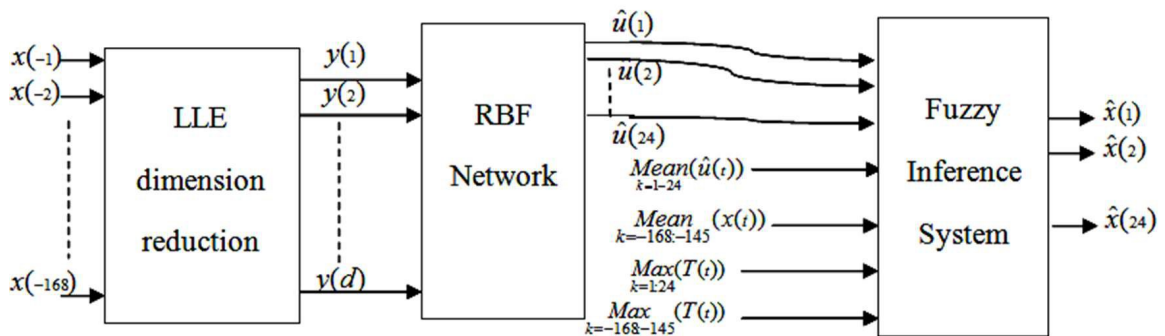 x(-1)
x(-2)
x(-168)
LLE
dimension
reduction
y(1)
y(2)
y(d)
RBF
Network
û(1)
û(2)
û(24)
Mean(û(t))
k=1-24
Mean(x(t))
k=-168:-145
Max(T(t))
k=1:24
Max(T(t))
k=-168:-145
Fuzzy
Inference
System
x̂(1)
x̂(2)
x̂(24)